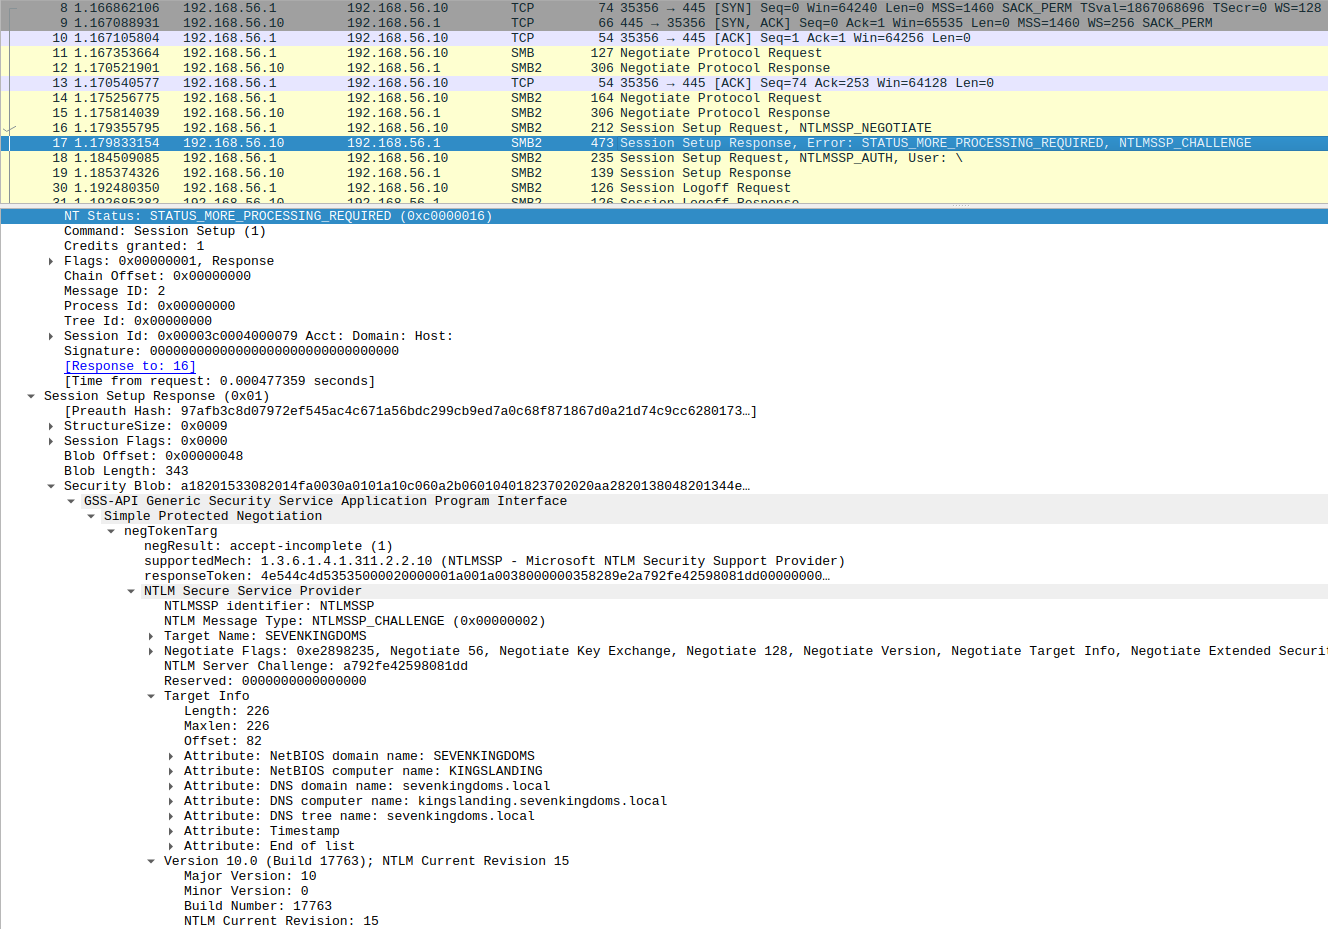 8 1.166862106 192.168.56.1 192.168.56.10 TCP 74 35356 → 445 [SYN] Seq=0 Win=64240 Len=0 MSS=1460 SACK_PERM TSval=1867068696 TSecr=0 WS=128
9 1.167088931 192.168.56.10 192.168.56.1 TCP 66 445 → 35356 [SYN, ACK] Seq=0 Ack=1 Win=65535 Len=0 MSS=1460 WS=256 SACK_PERM
10 1.167105804 192.168.56.1 192.168.56.10 TCP 54 35356 → 445 [ACK] Seq=1 Ack=1 Win=64256 Len=0
11 1.167353664 192.168.56.1 192.168.56.10 SMB 127 Negotiate Protocol Request
12 1.170521901 192.168.56.10 192.168.56.1 SMB2 306 Negotiate Protocol Response
13 1.170540577 192.168.56.1 192.168.56.10 TCP 54 35356 → 445 [ACK] Seq=74 Ack=253 Win=64128 Len=0
14 1.175256775 192.168.56.1 192.168.56.10 SMB2 164 Negotiate Protocol Request
15 1.175814039 192.168.56.10 192.168.56.1 SMB2 306 Negotiate Protocol Response
16 1.179355795 192.168.56.1 192.168.56.10 SMB2 212 Session Setup Request, NTLMSSP_NEGOTIATE
17 1.179833154 192.168.56.10 192.168.56.1 SMB2 473 Session Setup Response, Error: STATUS_MORE_PROCESSING_REQUIRED, NTLMSSP_CHALLENGE
18 1.184509085 192.168.56.1 192.168.56.10 SMB2 235 Session Setup Request, NTLMSSP_AUTH, User: \
19 1.185374326 192.168.56.10 192.168.56.1 SMB2 139 Session Setup Response
30 1.192480350 192.168.56.1 192.168.56.10 SMB2 126 Session Logoff Request
31 1.192685382 192.168.56.10 192.168.56.1 SMB2 126 Session Logoff Response
NT Status: STATUS_MORE_PROCESSING_REQUIRED (0xc0000016)
Command: Session Setup (1)
Credits granted: 1
Flags: 0x00000001, Response
Chain Offset: 0x00000000
Message ID: 2
Process Id: 0x00000000
Tree Id: 0x00000000
Session Id: 0x00003c0004000079 Acct: Domain: Host:
Signature: 00000000000000000000000000000000
[Response to: 16]
[Time from request: 0.000477359 seconds]
Session Setup Response (0x01)
[Preauth Hash: 97afb3c8d07972ef545ac4c671a56bdc299cb9ed7a0c68f871867d0a21d74c9cc6280173…]
StructureSize: 0x0009
Session Flags: 0x0000
Blob Offset: 0x00000048
Blob Length: 343
Security Blob: a18201533082014fa0030a0101a10c060a2b06010401823702020aa2820138048201344e…
GSS-API Generic Security Service Application Program Interface
Simple Protected Negotiation
negTokenTarg
negResult: accept-incomplete (1)
supportedMech: 1.3.6.1.4.1.311.2.2.10 (NTLMSSP - Microsoft NTLM Security Support Provider)
responseToken: 4e544c4d53535000020000001a001a0038000000358289e2a792fe42598081dd00000000…
NTLM Secure Service Provider
NTLMSSP identifier: NTLMSSP
NTLM Message Type: NTLMSSP_CHALLENGE (0x00000002)
Target Name: SEVENKINGDOMS
Negotiate Flags: 0xe2898235, Negotiate 56, Negotiate Key Exchange, Negotiate 128, Negotiate Version, Negotiate Target Info, Negotiate Extended Securi
NTLM Server Challenge: a792fe42598081dd
Reserved: 0000000000000000
Target Info
Length: 226
Maxlen: 226
Offset: 82
Attribute: NetBIOS domain name: SEVENKINGDOMS
Attribute: NetBIOS computer name: KINGSLANDING
Attribute: DNS domain name: sevenkingdoms.local
Attribute: DNS computer name: kingslanding.sevenkingdoms.local
Attribute: DNS tree name: sevenkingdoms.local
Attribute: Timestamp
Attribute: End of list
Version 10.0 (Build 17763); NTLM Current Revision 15
Major Version: 10
Minor Version: 0
Build Number: 17763
NTLM Current Revision: 15